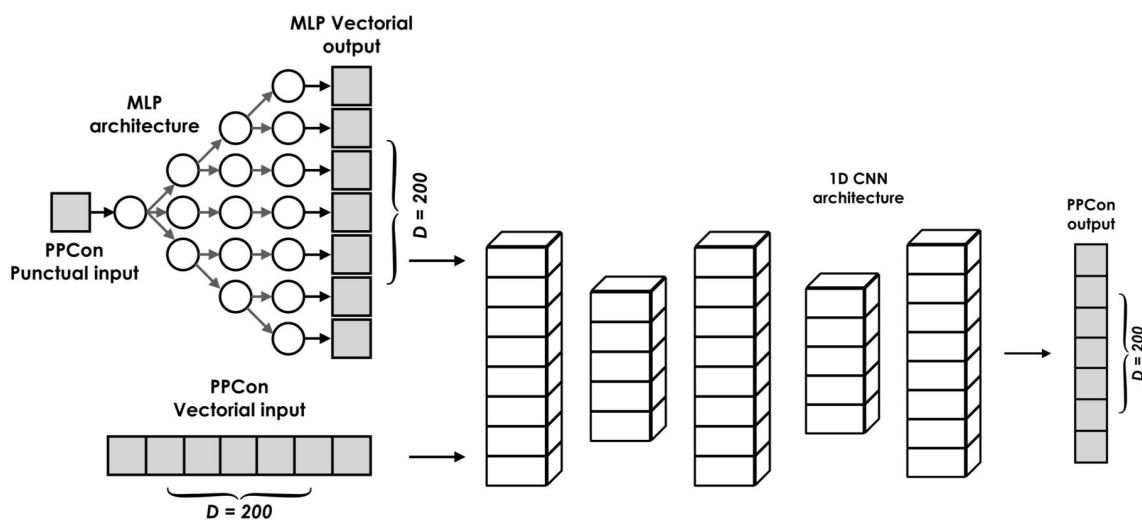 MLP Vectorial
output
MLP
architecture
D = 200
PPCon
Punctual input
PPCon
Vectorial input
D = 200
1D CNN
architecture
PPCon
output
D = 200